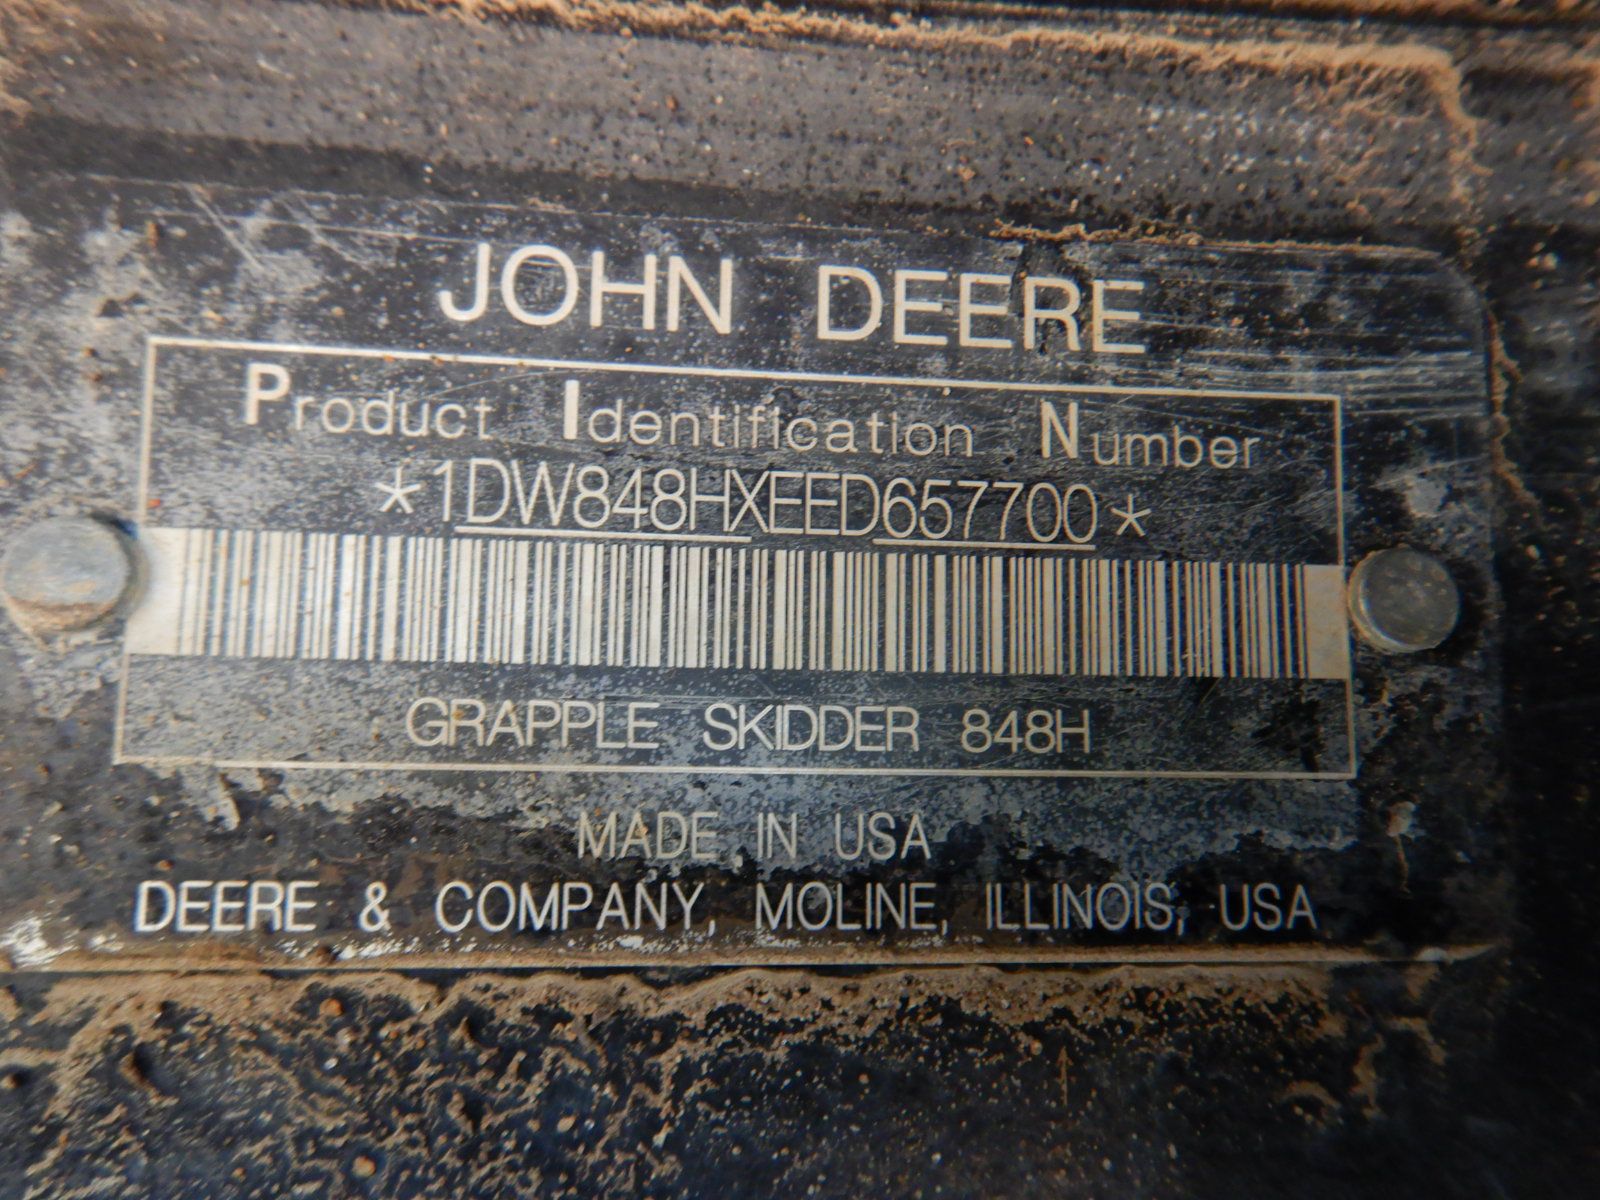 JOHN DEERE
Product Identification Number
*1DW848HXEED657700*
GRAPPLE SKIDDER 848H
MADE IN USA
DEERE & COMPANY, MOLINE, ILLINOIS, USA